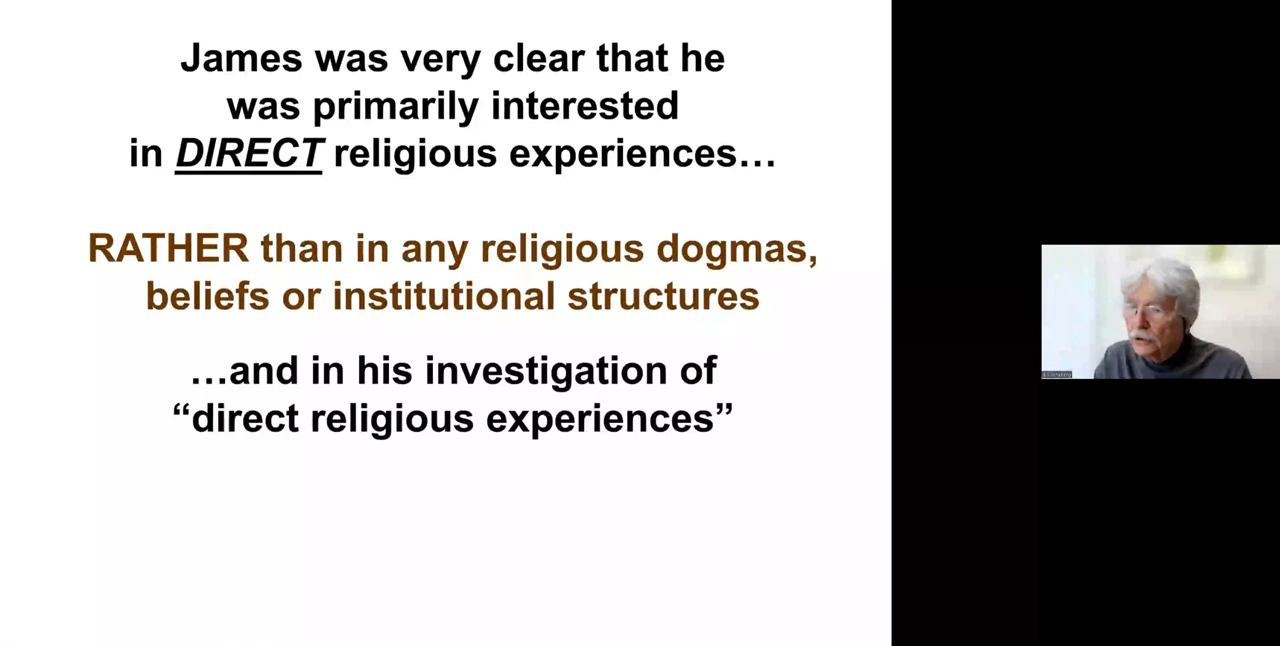 James was very clear that he
was primarily interested
in DIRECT religious experiences…
RATHER than in any religious dogmas,
beliefs or institutional structures
…and in his investigation of
“direct religious experiences”